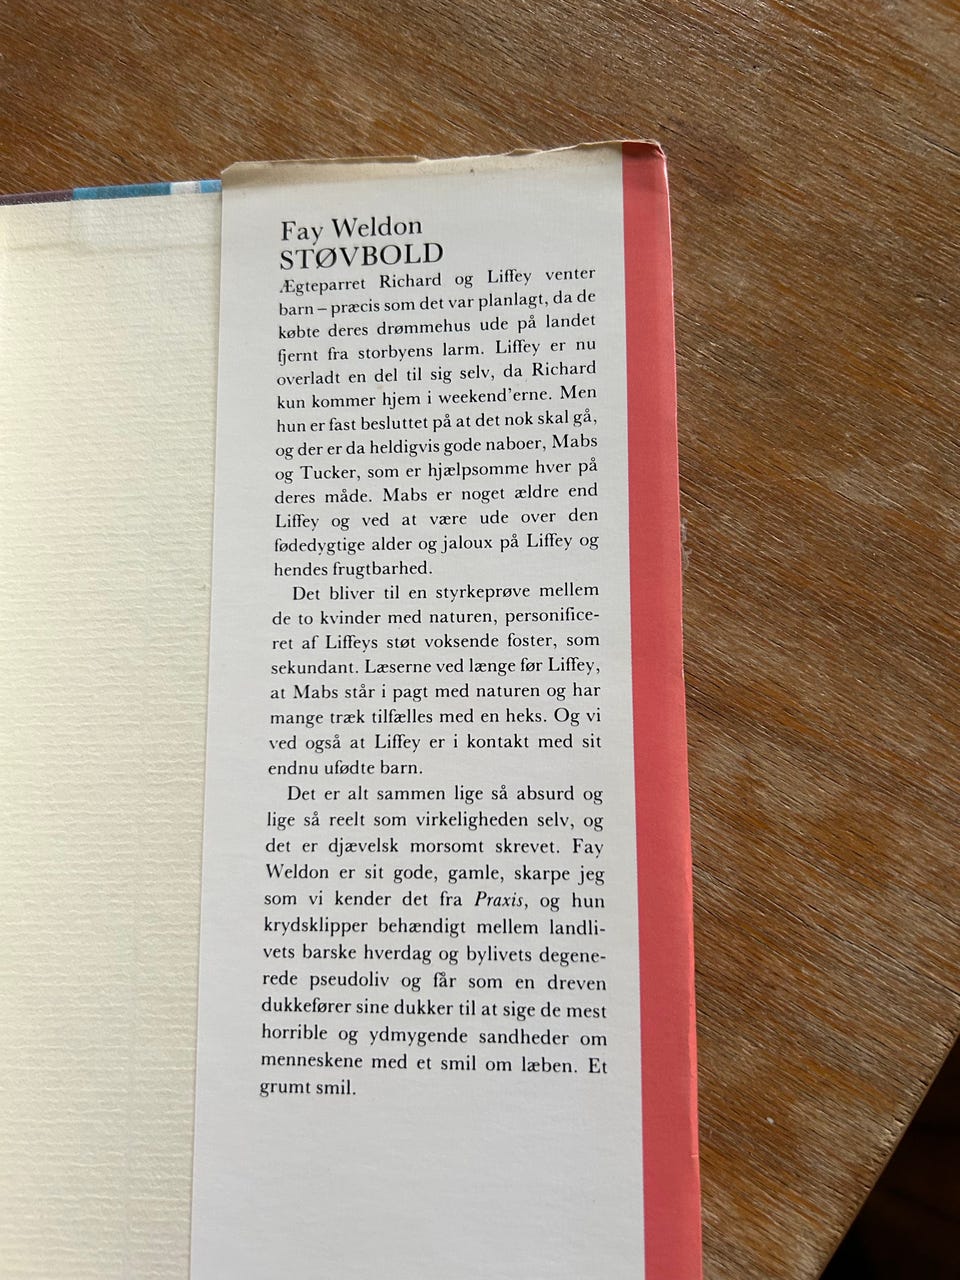 Fay Weldon
STØVBOLD
Ægteparret Richard og Liffey venter
barn – præcis som det var planlagt, da de
købte deres drømmehus ude på landet
fjernt fra storbyens larm. Liffey er nu
overladt en del til sig selv, da Richard
kun kommer hjem i weekend'erne. Men
hun er fast besluttet på at det nok skal gå,
og der er da heldigvis gode naboer, Mabs
og Tucker, som er hjælpsomme hver på
deres måde. Mabs er noget ældre end
Liffey og ved at være ude over den
fødedygtige alder og jaloux på Liffey og
hendes frugtbarhed.
Det bliver til en styrkeprøve mellem
de to kvinder med naturen, personifice-
ret af Liffeys støt voksende foster, som
sekundant. Læserne ved længe før Liffey,
at Mabs står i pagt med naturen og har
mange træk tilfælles med en heks. Og vi
ved også at Liffey er i kontakt med sit
endnu ufødte barn.
Det er alt sammen lige så absurd og
lige så reelt som virkeligheden selv, og
det er djævelsk morsomt skrevet. Fay
Weldon er sit gode, gamle, skarpe jeg
som vi kender det fra Praxis, og hun
krydsklipper behændigt mellem landli-
vets barske hverdag og bylivets degene-
rede pseudoliv og får som en dreven
dukkefører sine dukker til at sige de mest
horrible og ydmygende sandheder om
menneskene med et smil om læben. Et
grumt smil.